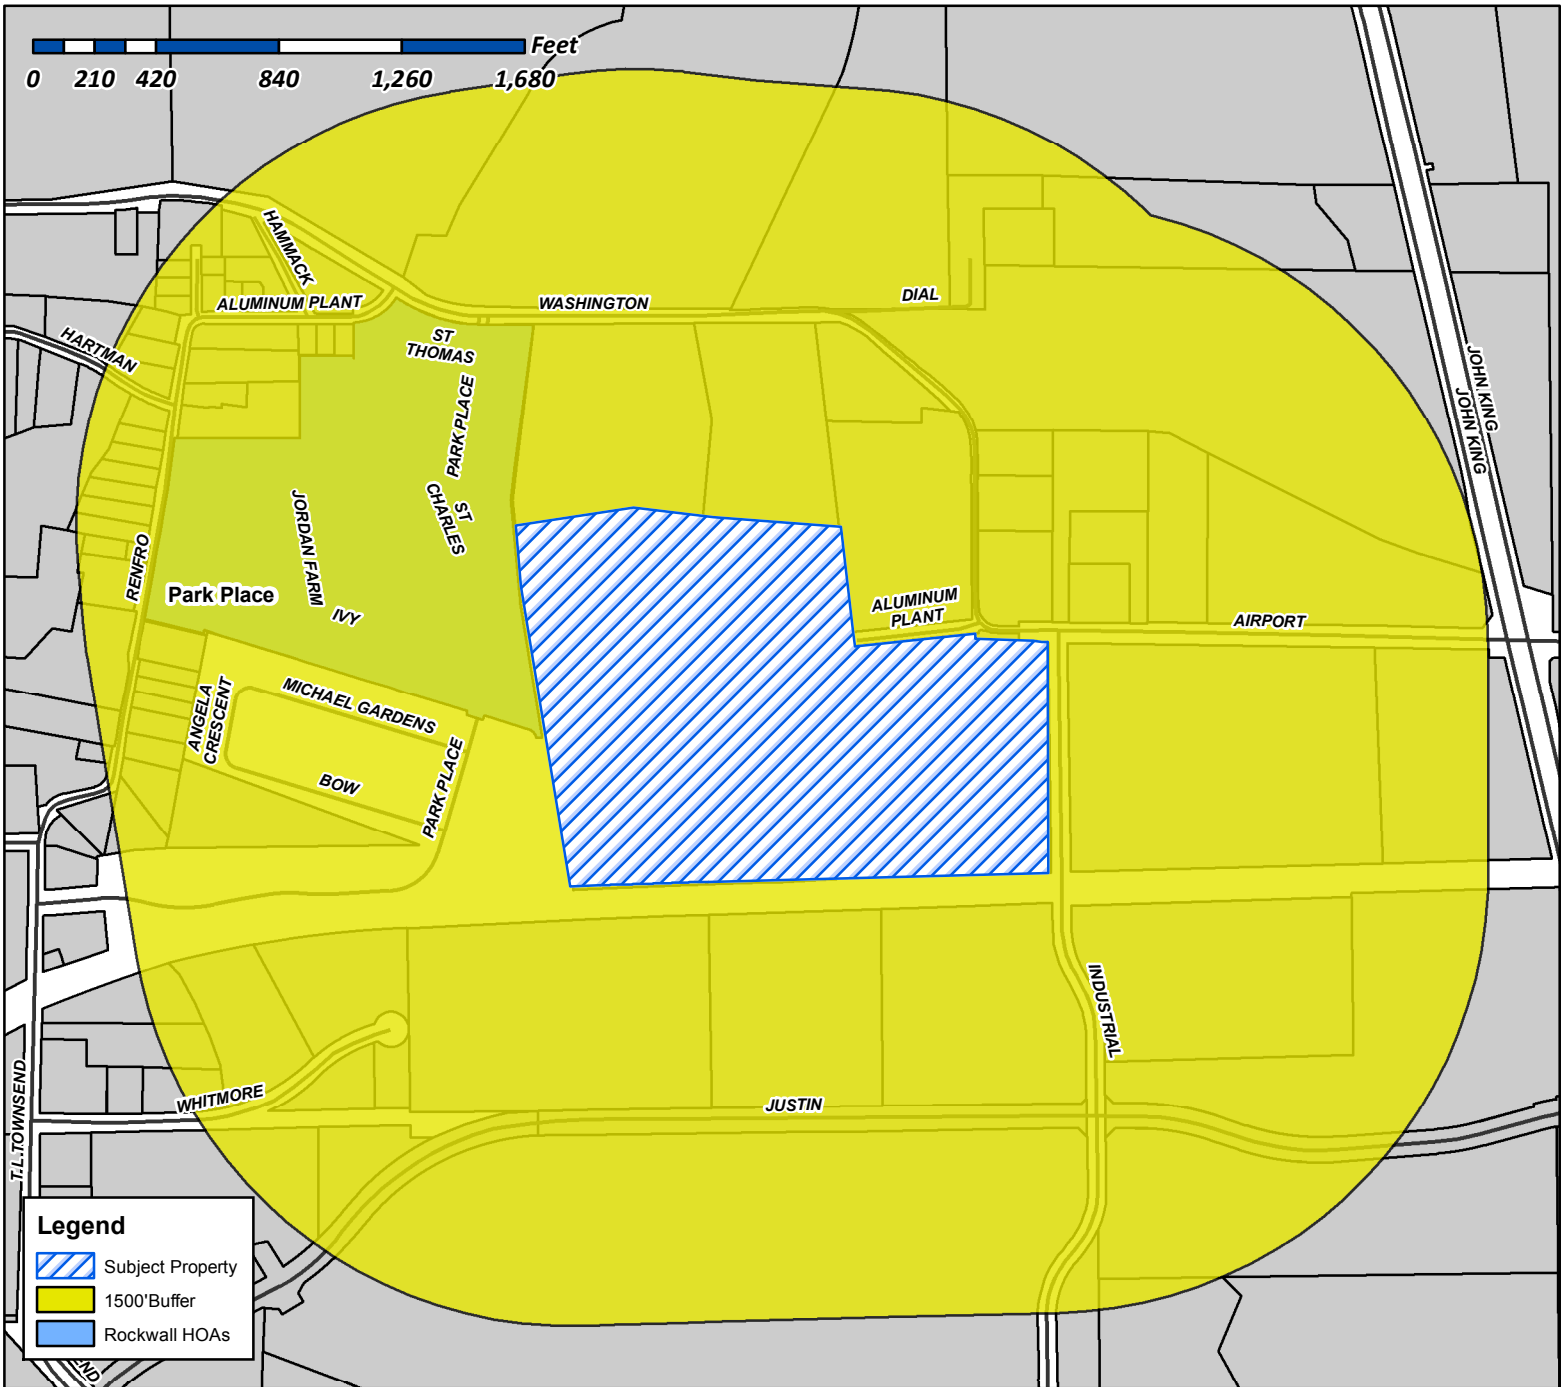 Feet
0 210 420 840 1,260 1,680
HAMMACK
ALUMINUM PLANT
WASHINGTON
DIAL
HARTMAN
ST
THOMAS
PARK PLACE
JOHN KING
JOHN KING
ST
CHARLES
JORDAN FARM
RENFRO
Park Place
IVY
ALUMINUM
PLANT
AIRPORT
ANGELA
CRESCENT
MICHAEL GARDENS
BOW
PARK PLACE
INDUSTRIAL
WHITMORE
JUSTIN
T.L.TOWNSEND
Legend
Subject Property
1500'Buffer
Rockwall HOAs
END